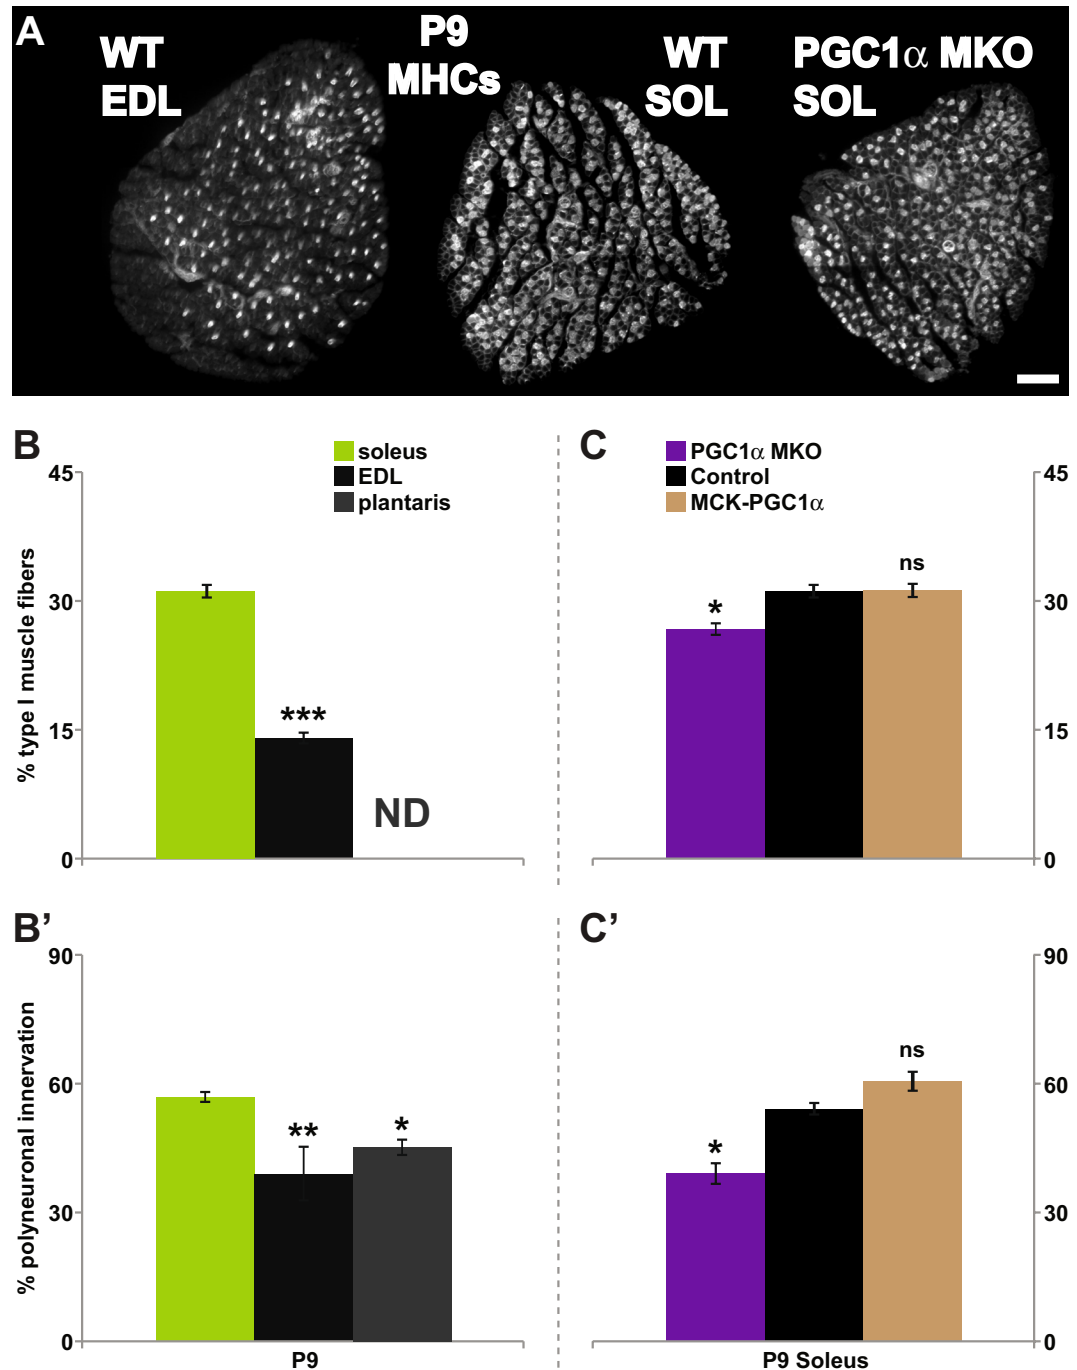 A
WT
EDL
P9
MHCs
WT
SOL
PGC1α MKO
SOL
B
soleus
EDL
plantaris
45
30
15
0
% type I muscle fibers
***
ND
C
PGC1α MKO
Control
MCK-PGC1α
*
ns
45
30
15
0
B’
90
60
30
0
% polyneuronal innervation
**
*
P9
C’
*
ns
90
60
30
0
P9 Soleus